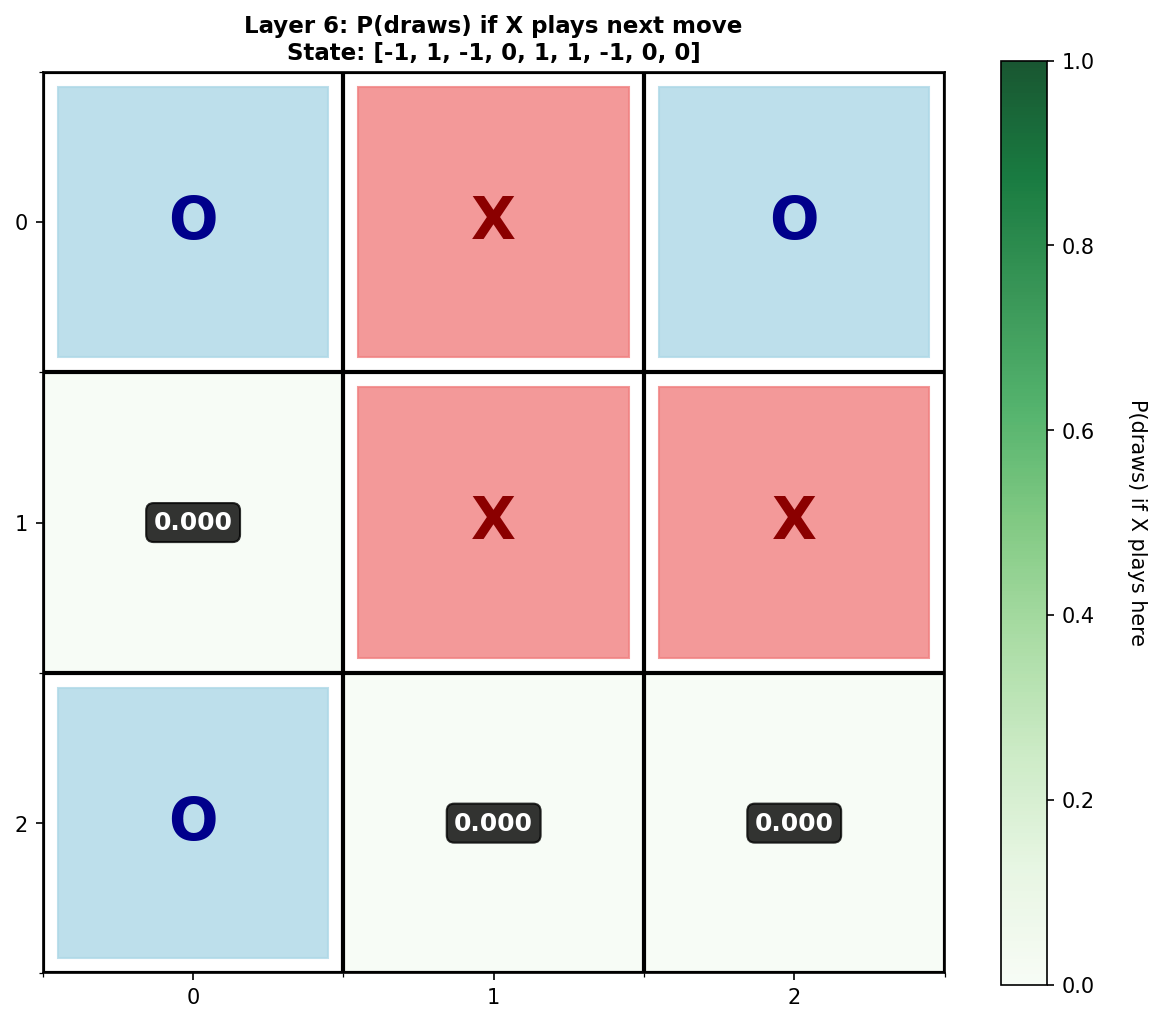 Layer 6: P(draws) if X plays next move
State: [-1, 1, -1, 0, 1, 1, -1, 0, 0]
O X O
0.000 X X
O 0.000 0.000
0
1
2
0 1 2
1.0
0.8
0.6
0.4
0.2
0.0
P(draws) if X plays here